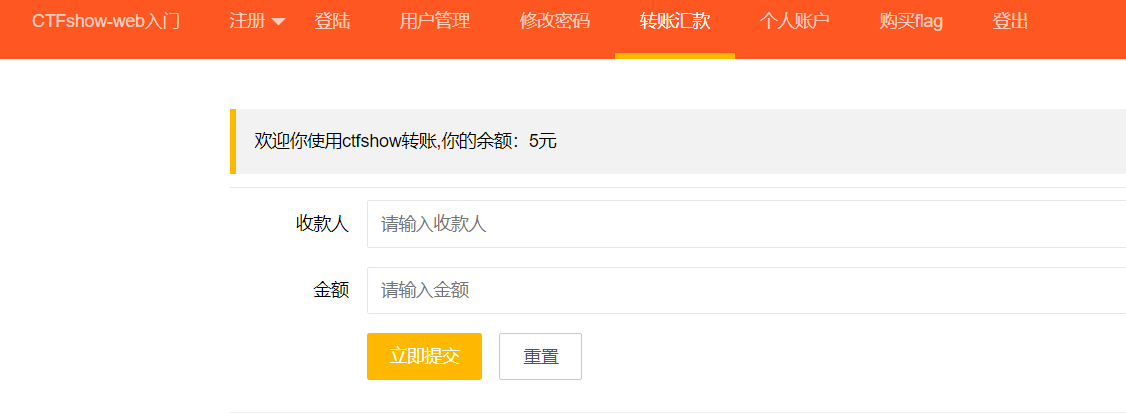 CTFshow-web入门 注册 登陆 用户管理 修改密码 转账汇款 个人账户 购买flag 登出
欢迎你使用ctfshow转账,你的余额：5元
收款人 请输入收款人
金额 请输入金额
立即提交 重置